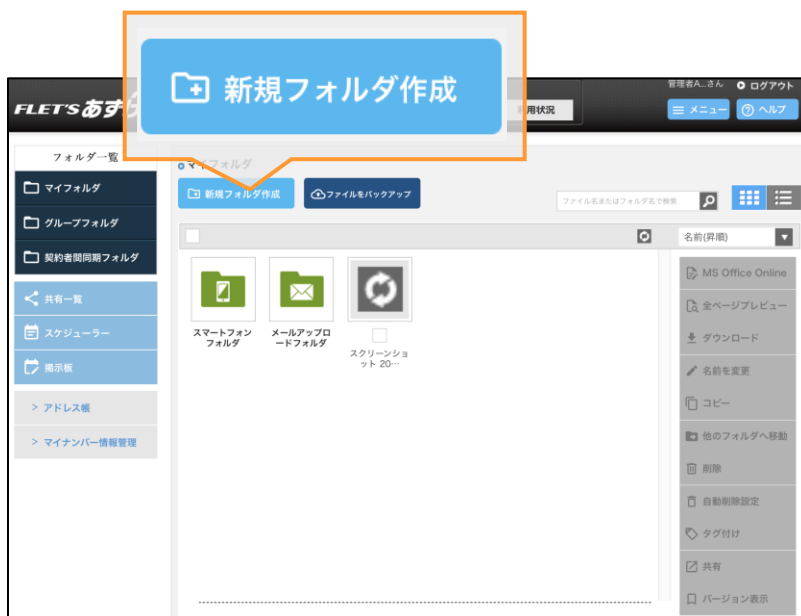 新規フォルダ作成
管理者A...さん
ログアウト
FLET'S あず
用状況
メニュー
ヘルプ
フォルダ一覧
マイフォルダ
マイフォルダ
新規フォルダ作成
ファイルをバックアップ
ファイル名またはフォルダ名で検索
グループフォルダ
契約者間同期フォルダ
名前(昇順)
共有一覧
スケジューラー
掲示板
> アドレス帳
> マイナンバー情報管理
スマートフォン
フォルダ
メールアップロ
ードフォルダ
スクリーンショ
ット 20…
MS Office Online
全ページプレビュー
ダウンロード
名前を変更
コピー
他のフォルダへ移動
削除
自動削除設定
タグ付け
共有
バージョン表示